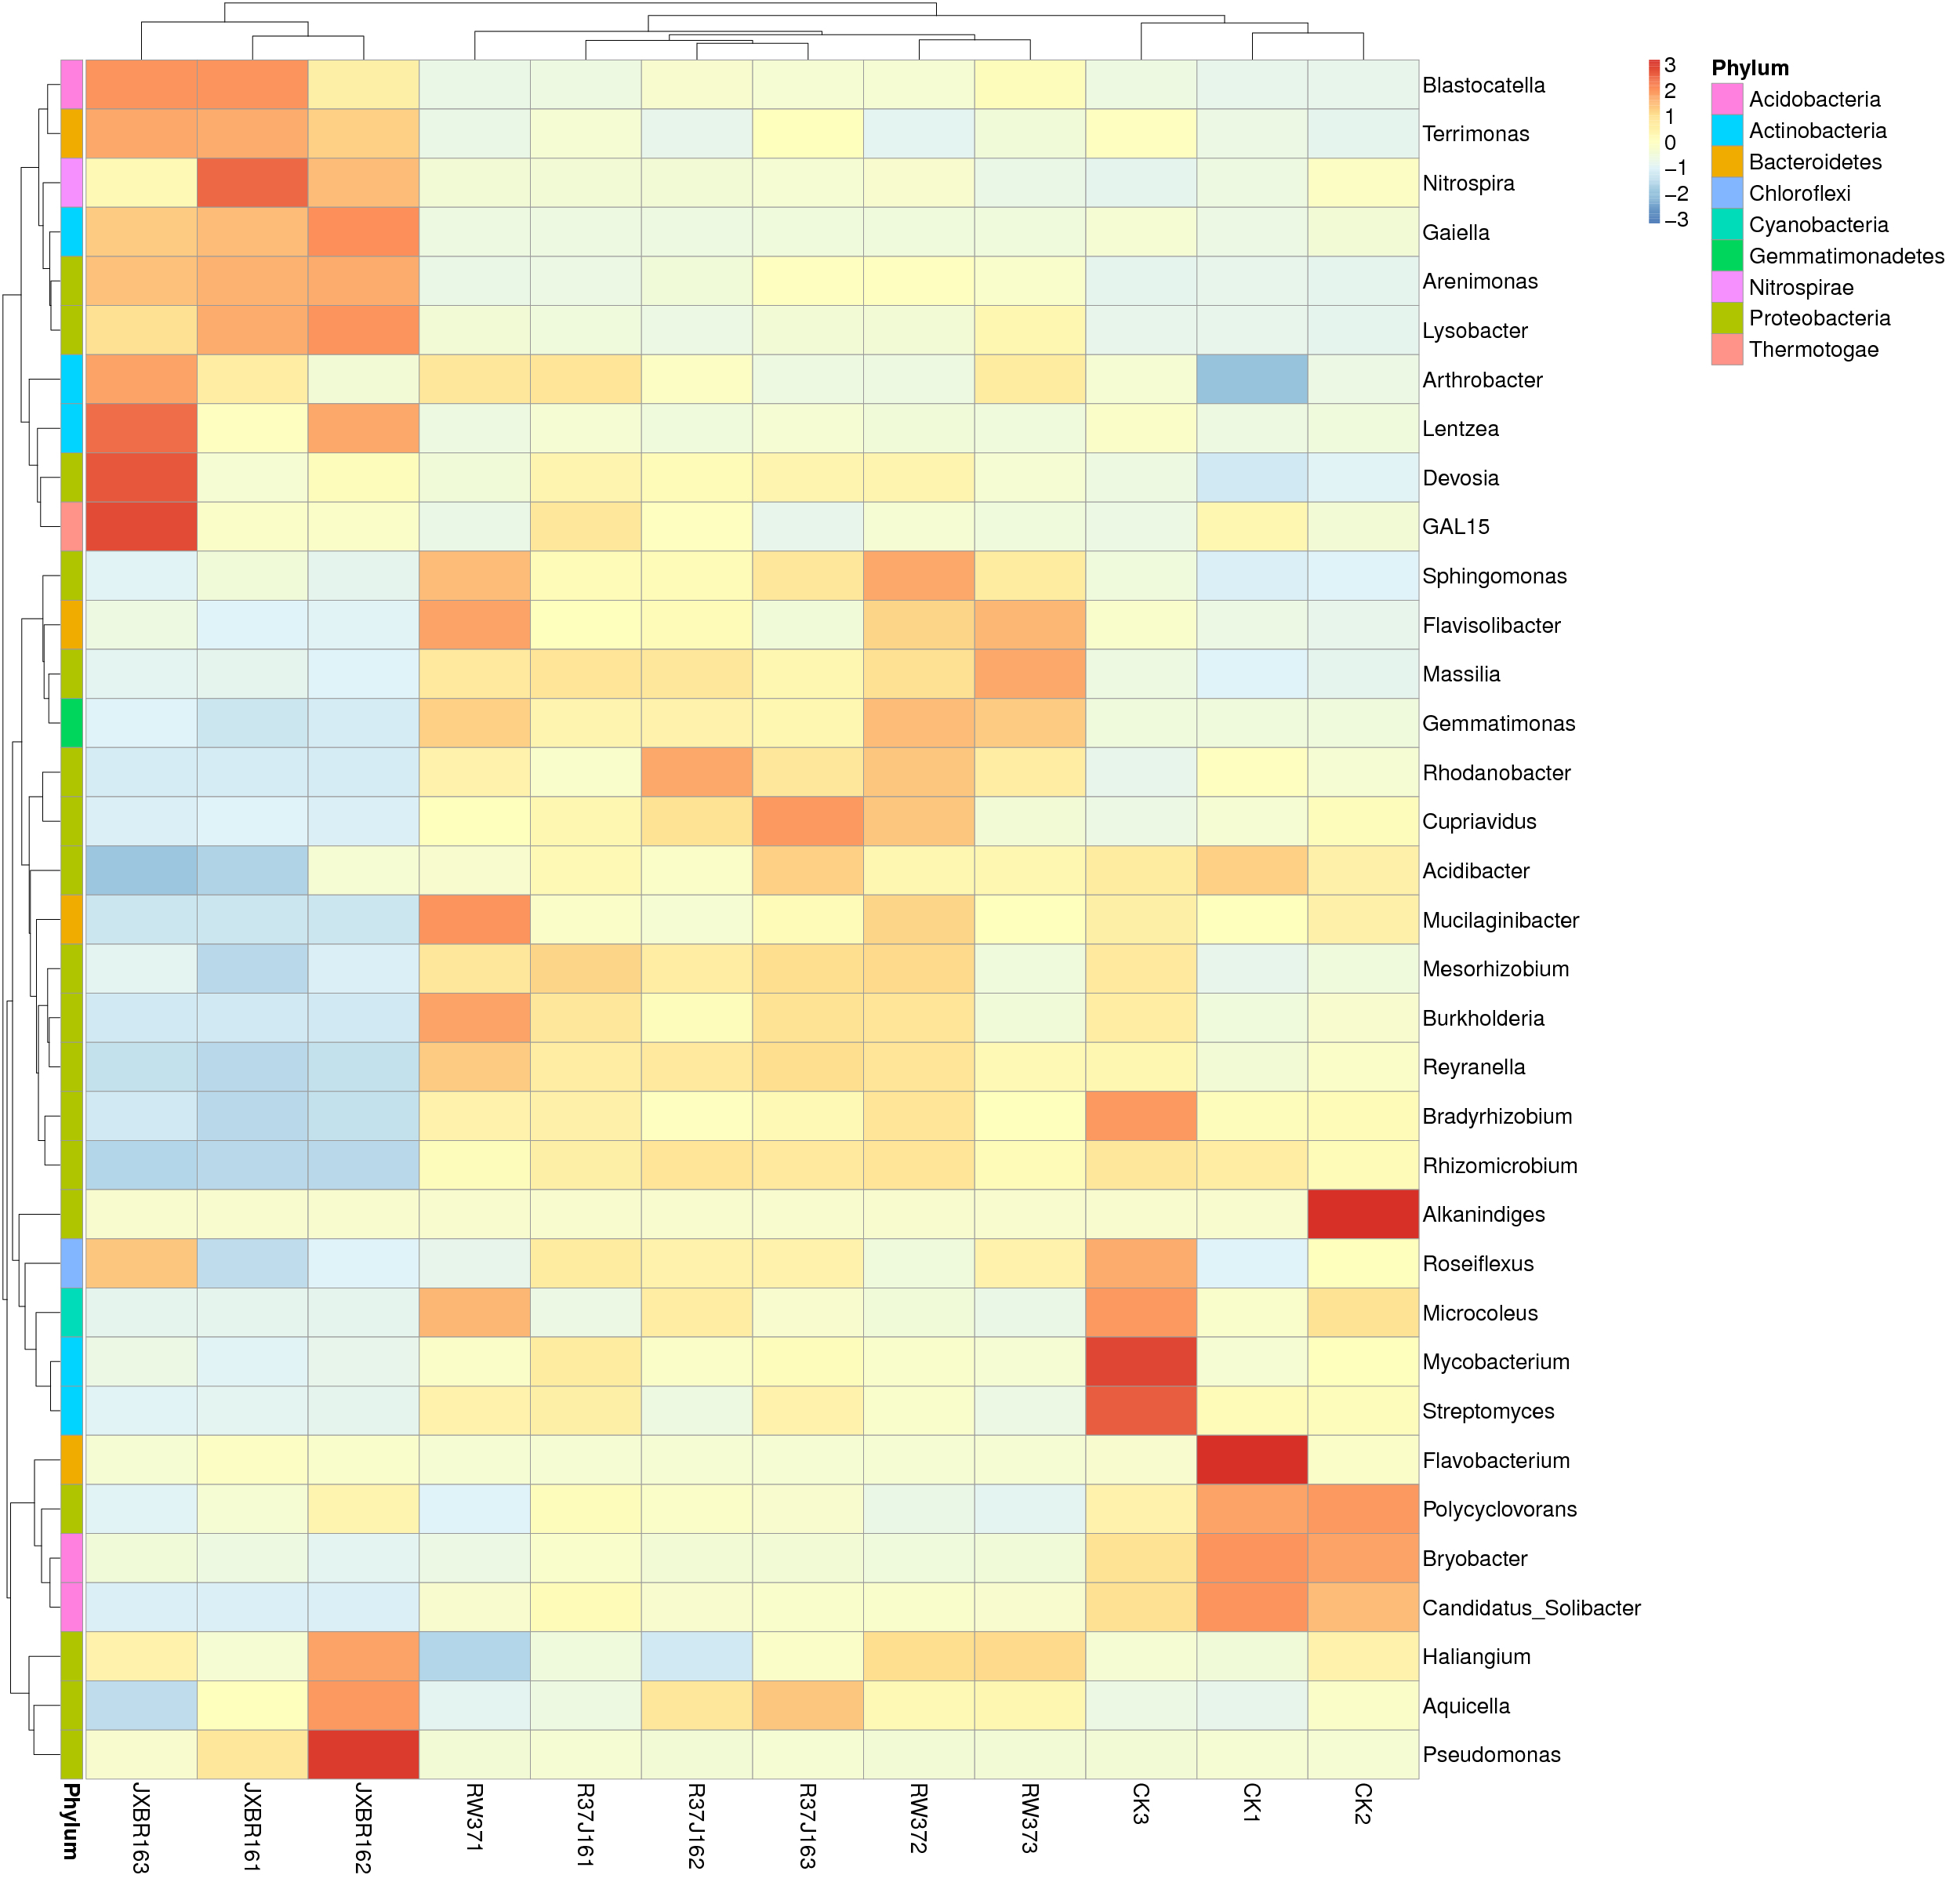 Blastocatella
Terrimonas
Nitrospira
Gaiella
Arenimonas
Lysobacter
Arthrobacter
Lentzea
Devosia
GAL15
Sphingomonas
Flavisolibacter
Massilia
Gemmatimonas
Rhodanobacter
Cupriavidus
Acidibacter
Mucilaginibacter
Mesorhizobium
Burkholderia
Reyranella
Bradyrhizobium
Rhizomicrobium
Alkanindiges
Roseiflexus
Microcoleus
Mycobacterium
Streptomyces
Flavobacterium
Polycyclovorans
Bryobacter
Candidatus_Solibacter
Haliangium
Aquicella
Pseudomonas
Phylum
JXBR163
JXBR161
JXBR162
RW371
R37J161
R37J162
R37J163
RW372
RW373
CK3
CK1
CK2
3
2
1
0
−1
−2
−3
Phylum
Acidobacteria
Actinobacteria
Bacteroidetes
Chloroflexi
Cyanobacteria
Gemmatimonadetes
Nitrospirae
Proteobacteria
Thermotogae